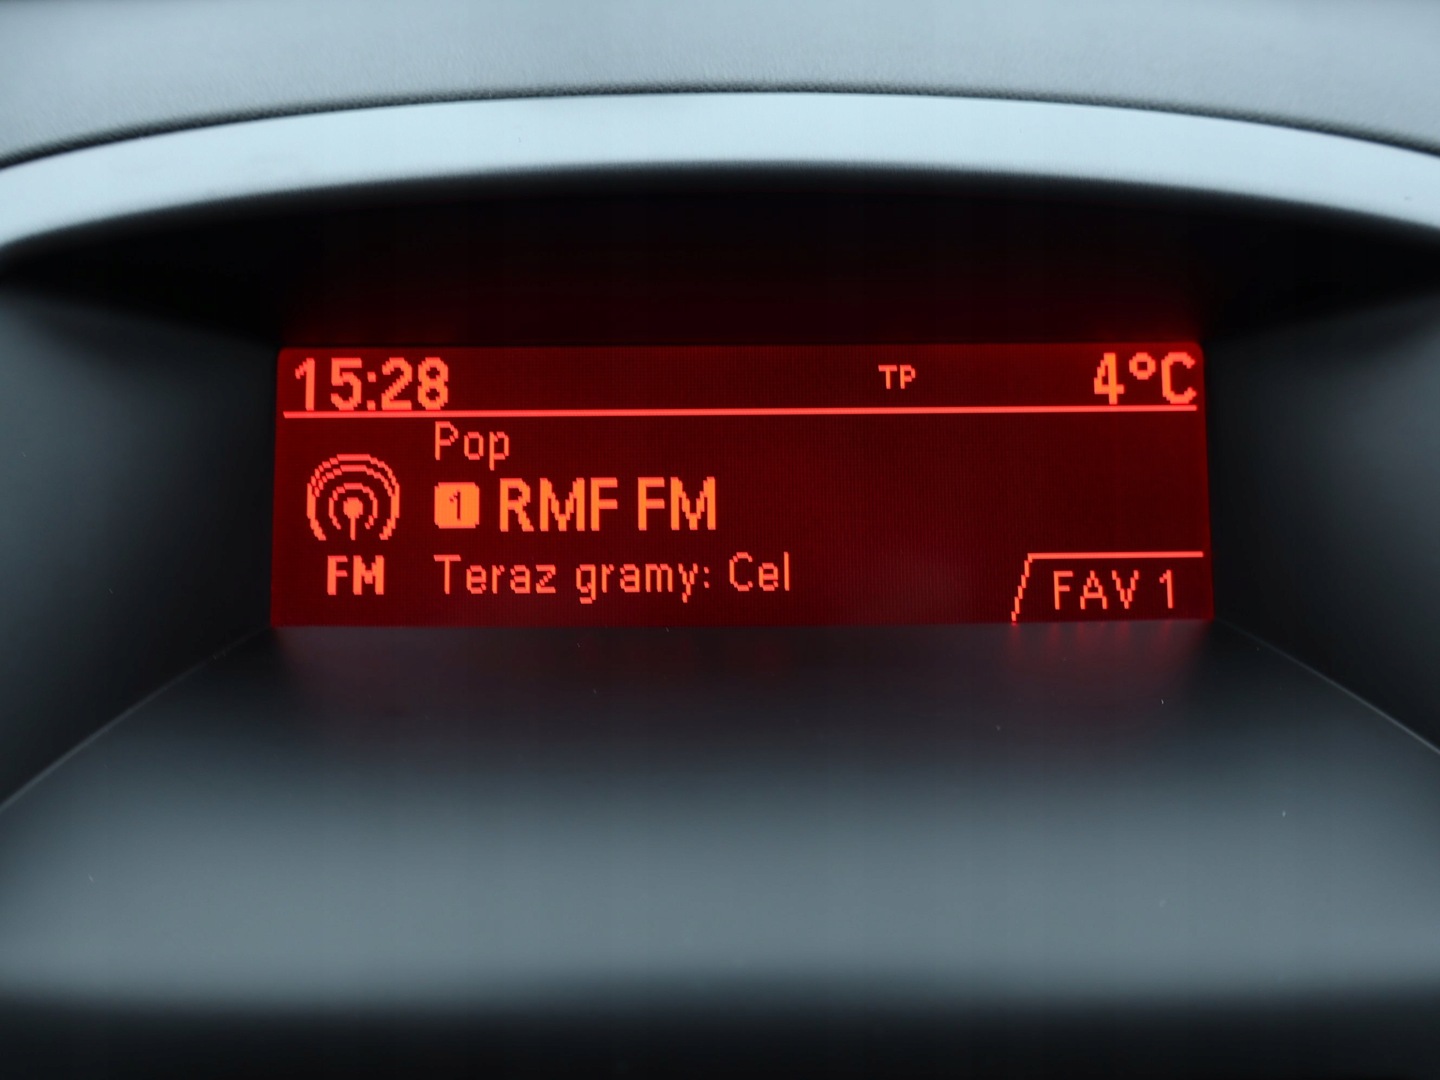 15:28 TP 4°C
Pop
1 RMF FM
FM Teraz gramy: Cel
FAV 1